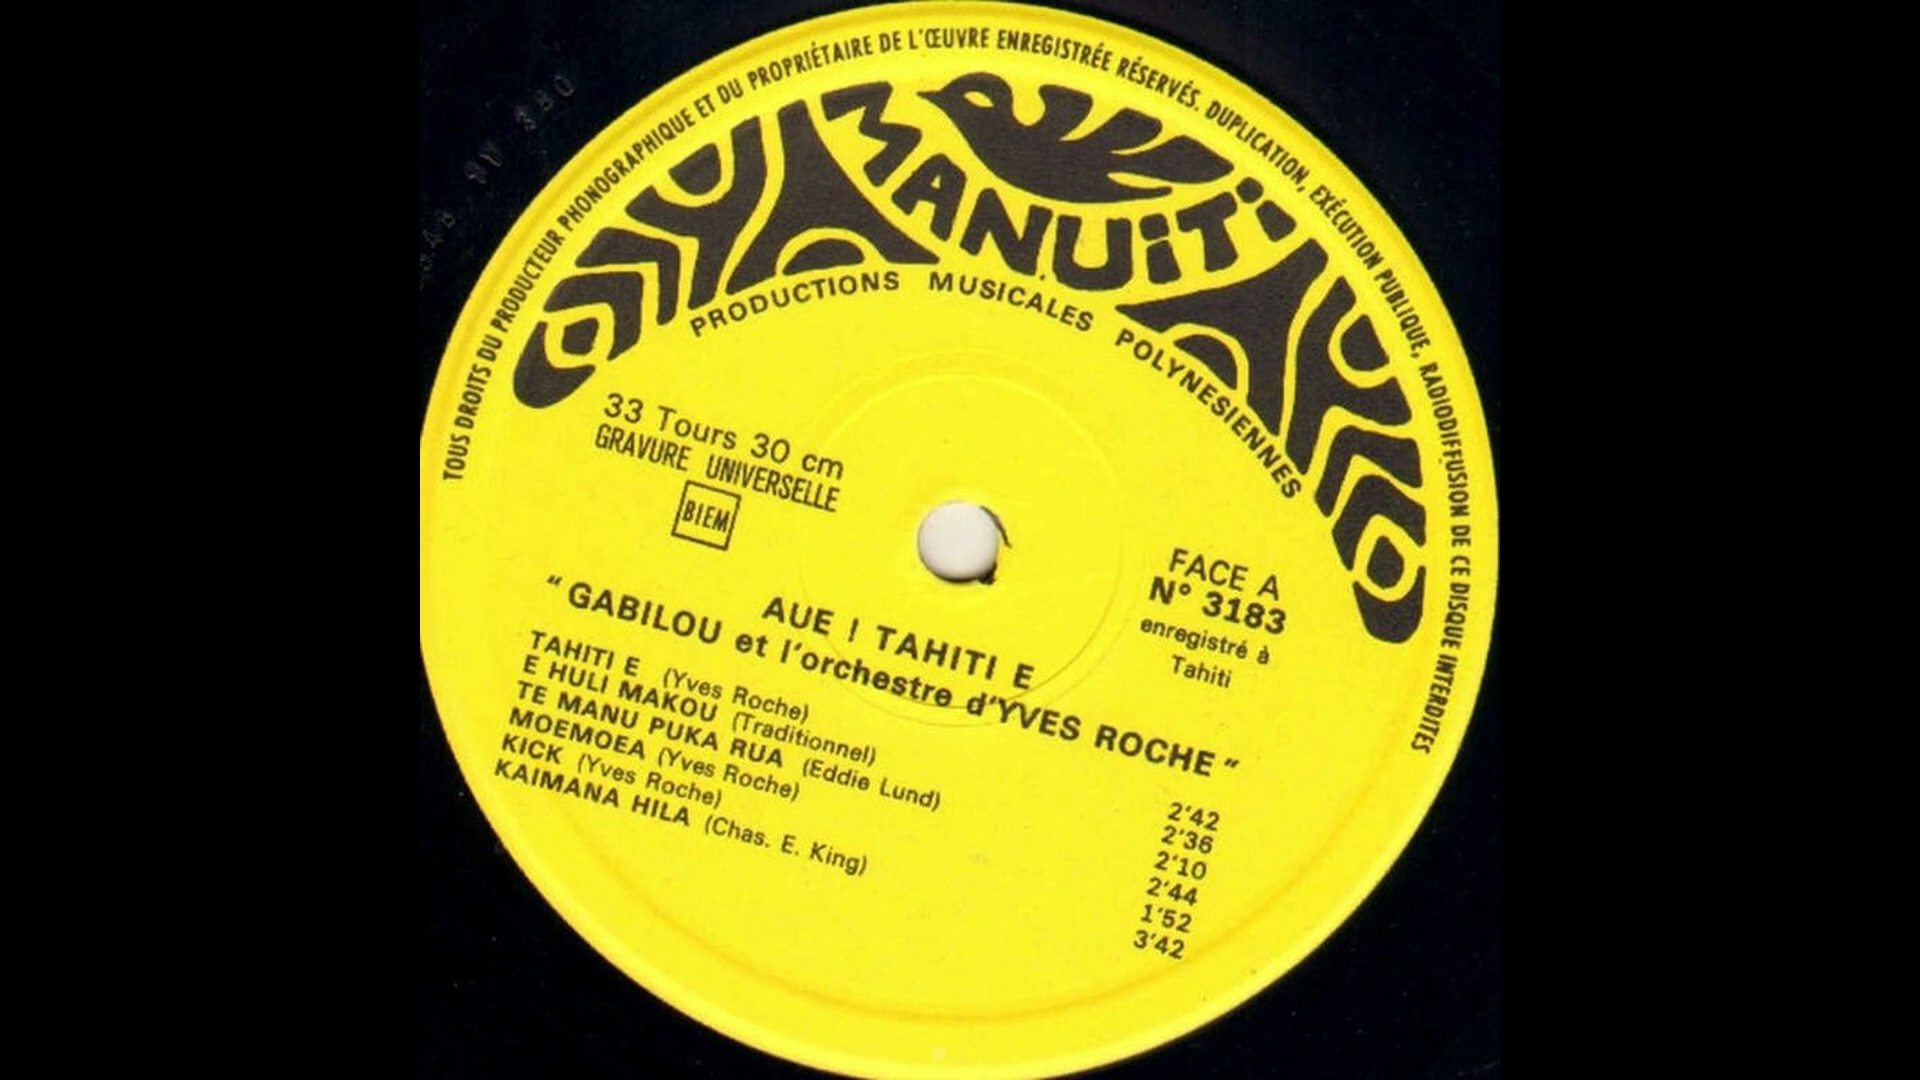 TOUS DROITS DU PRODUCTEUR PHONOGRAPHIQUE ET DU PROPRIÉTAIRE DE L'ŒUVRE ENREGISTRÉE RÉSERVÉS. DUPLICATION, EXÉCUTION PUBLIQUE, RADIODIFFUSION DE CE DISQUE INTERDITES
MANUITI
PRODUCTIONS MUSICALES POLYNESIENNES
33 Tours 30 cm
GRAVURE UNIVERSELLE
BIEM
FACE A
N° 3183
enregistré à
Tahiti
AUE ! TAHITI E
“ GABILOU et l'orchestre d'YVES ROCHE ”
TAHITI E (Yves Roche) 2'42
E HULI MAKOU (Traditionnel) 2'36
TE MANU PUKA RUA (Eddie Lund) 2'10
MOEMOEA (Yves Roche) 2'44
KICK (Yves Roche) 1'52
KAIMANA HILA (Chas. E. King) 3'42